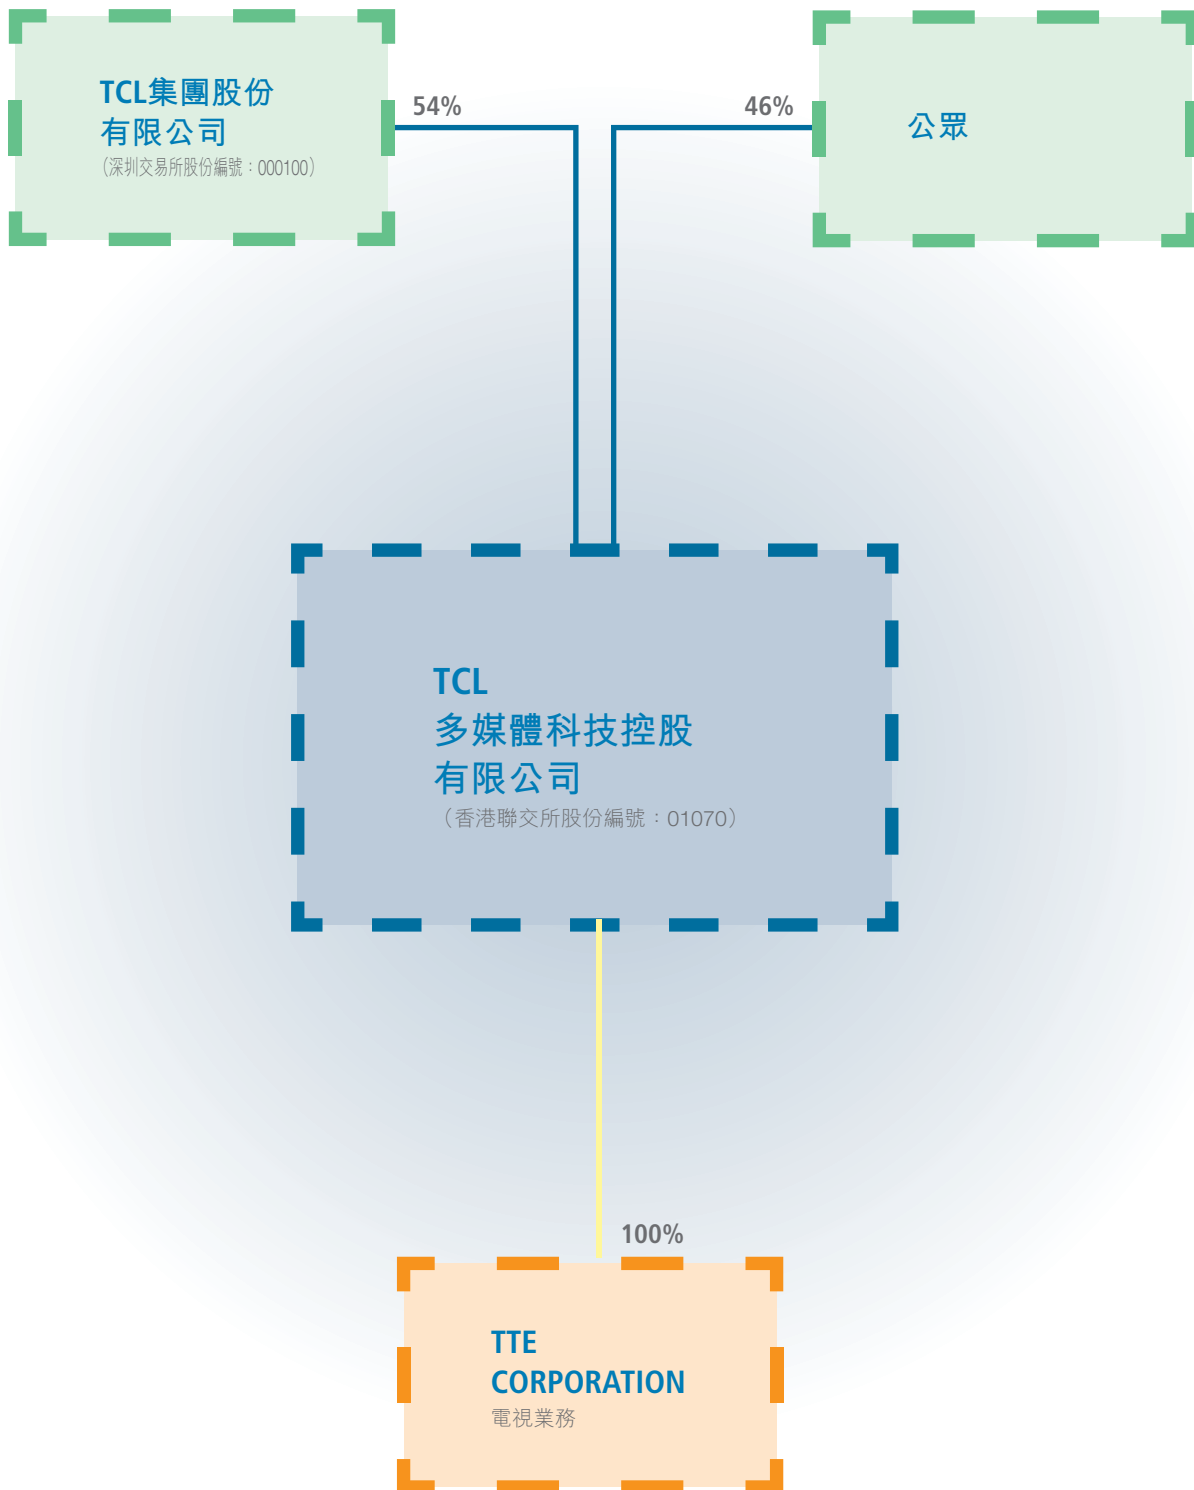 TCL集團股份
有限公司
（深圳交易所股份編號：000100）
54%
46%
公眾
TCL
多媒體科技控股
有限公司
（香港聯交所股份編號：01070）
100%
TTE
CORPORATION
電視業務